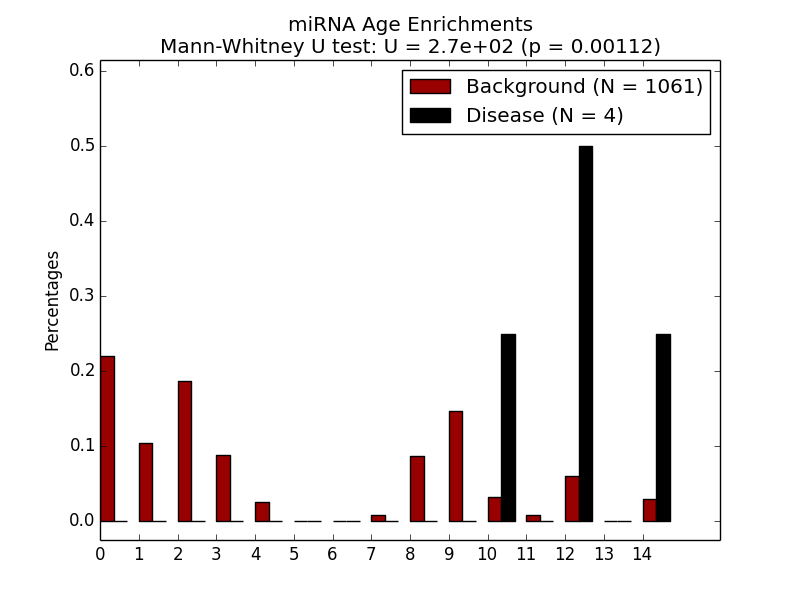 miRNA Age Enrichments
Mann-Whitney U test: U = 2.7e+02 (p = 0.00112)
Background (N = 1061)
Disease (N = 4)
Percentages
0.6
0.5
0.4
0.3
0.2
0.1
0.0
0 1 2 3 4 5 6 7 8 9 10 11 12 13 14